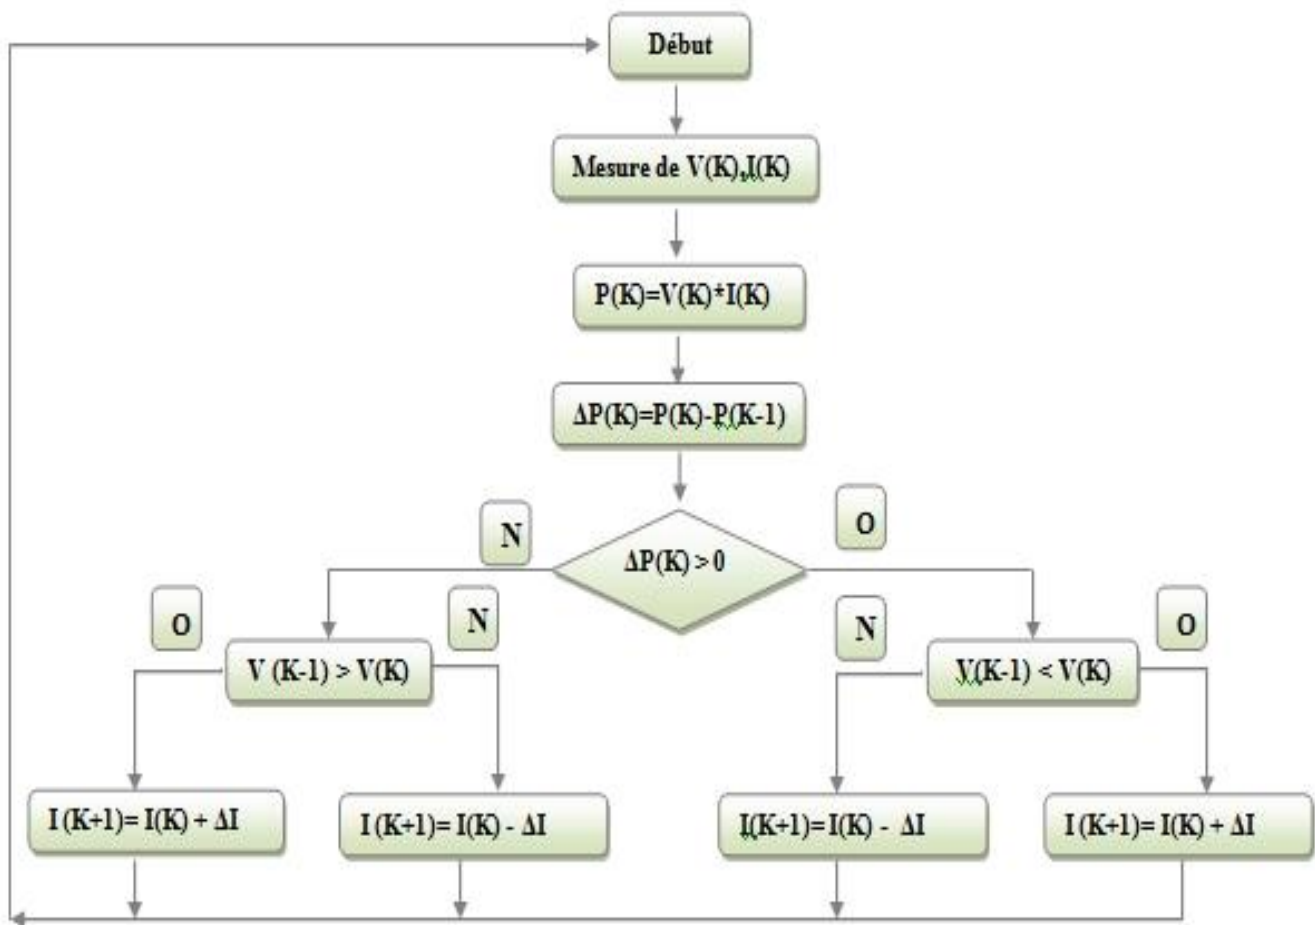 Début
Mesure de V(K),I(K)
P(K)=V(K)*I(K)
ΔP(K)=P(K)-P(K-1)
N
O
ΔP(K) > 0
O
N
N
O
V (K-1) > V(K)
V(K-1) < V(K)
I (K+1)= I(K) + ΔI
I (K+1)= I(K) - ΔI
I(K+1)= I(K) - ΔI
I (K+1)= I(K) + ΔI